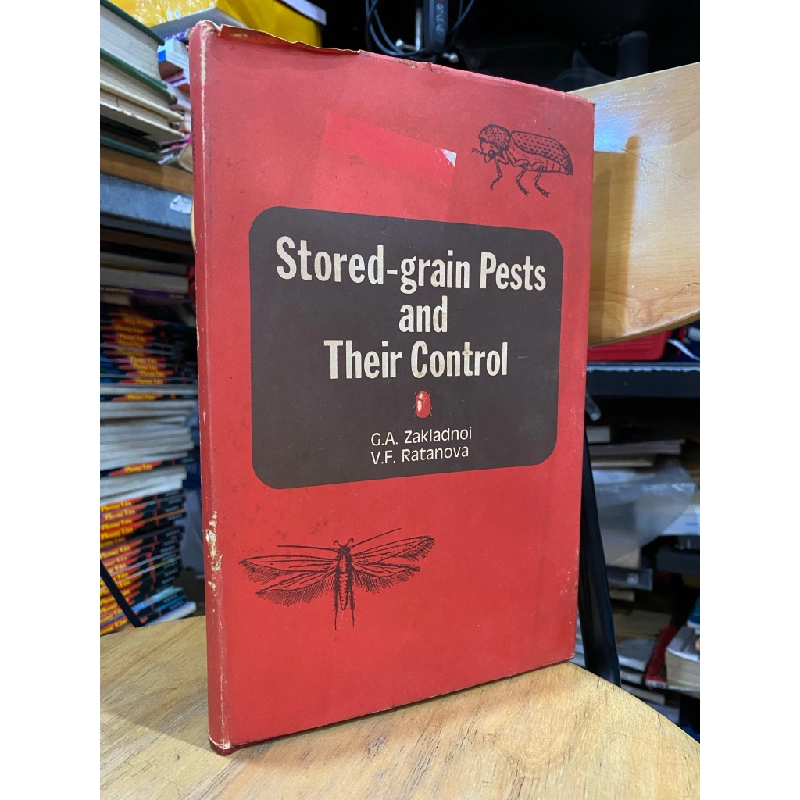 Stored-grain Pests
and
Their Control
G.A. Zakladnoi
V.F. Ratanova